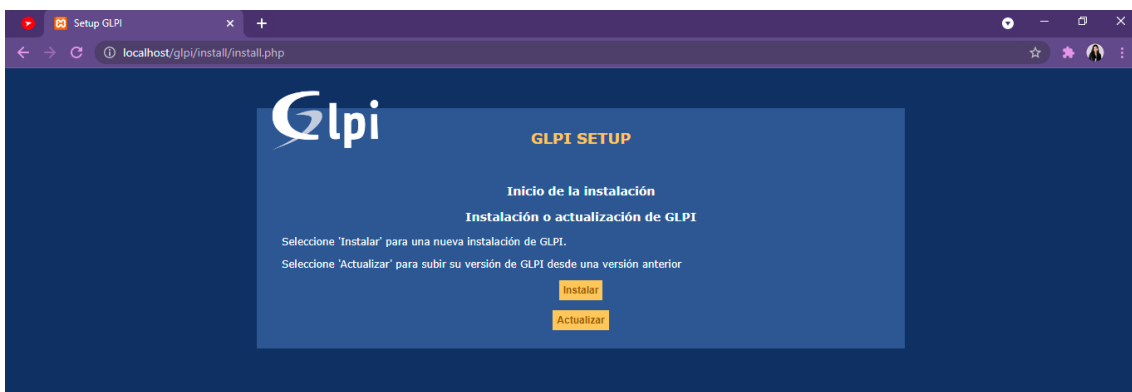 Setup GLPI
localhost/glpi/install/install.php
Glpi
GLPI SETUP
Inicio de la instalación
Instalación o actualización de GLPI
Seleccione 'Instalar' para una nueva instalación de GLPI.
Seleccione 'Actualizar' para subir su versión de GLPI desde una versión anterior
Instalar
Actualizar